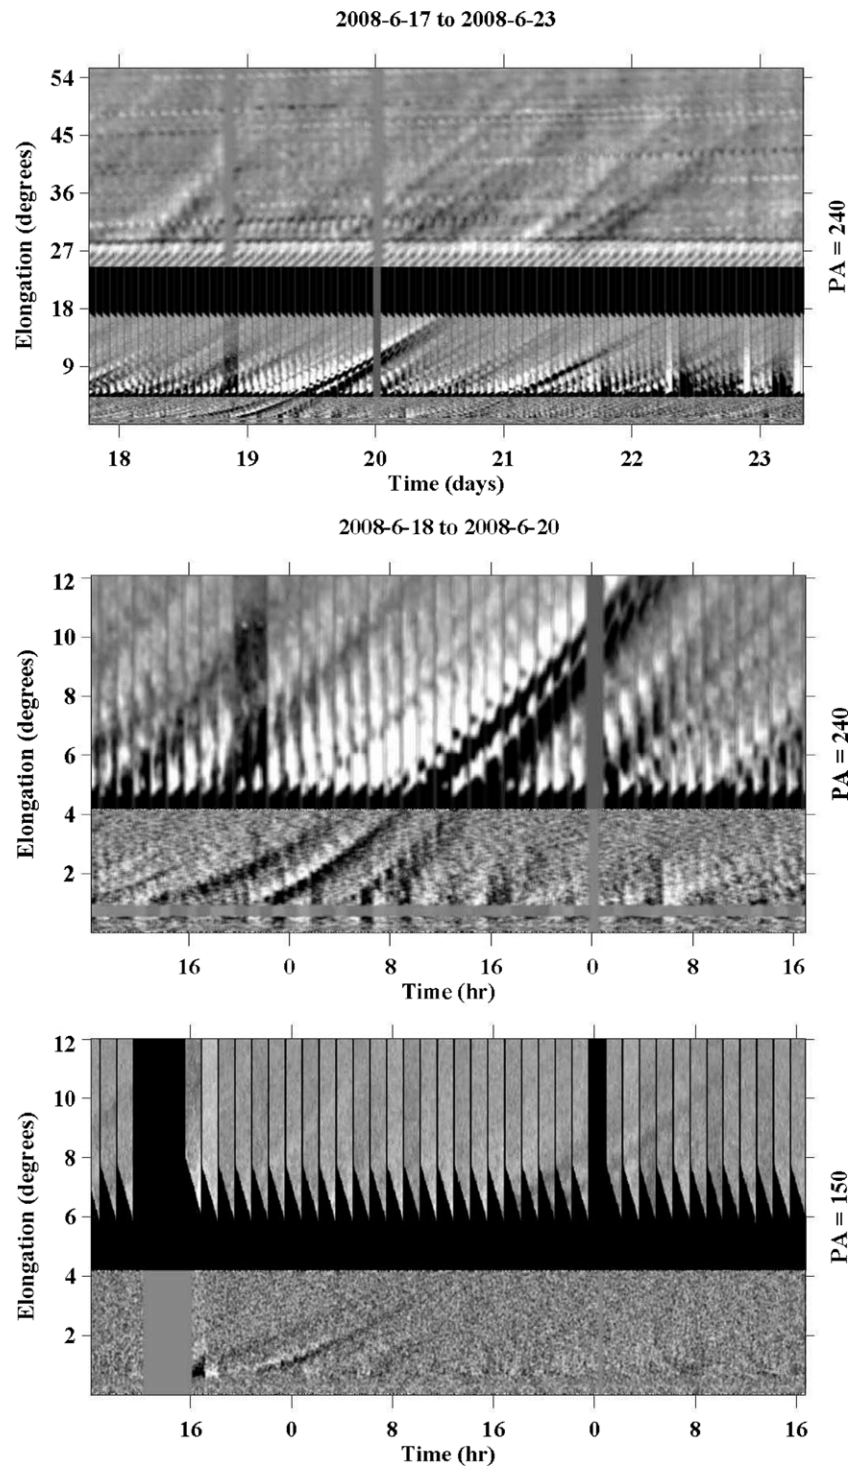 2008-6-17 to 2008-6-23
54
45
36
27
18
9
Elongation (degrees)
PA = 240
18 19 20 21 22 23
Time (days)
2008-6-18 to 2008-6-20
12
10
8
6
4
2
Elongation (degrees)
PA = 240
16 0 8 16 0 8 16
Time (hr)
12
10
8
6
4
2
Elongation (degrees)
PA = 150
16 0 8 16 0 8 16
Time (hr)